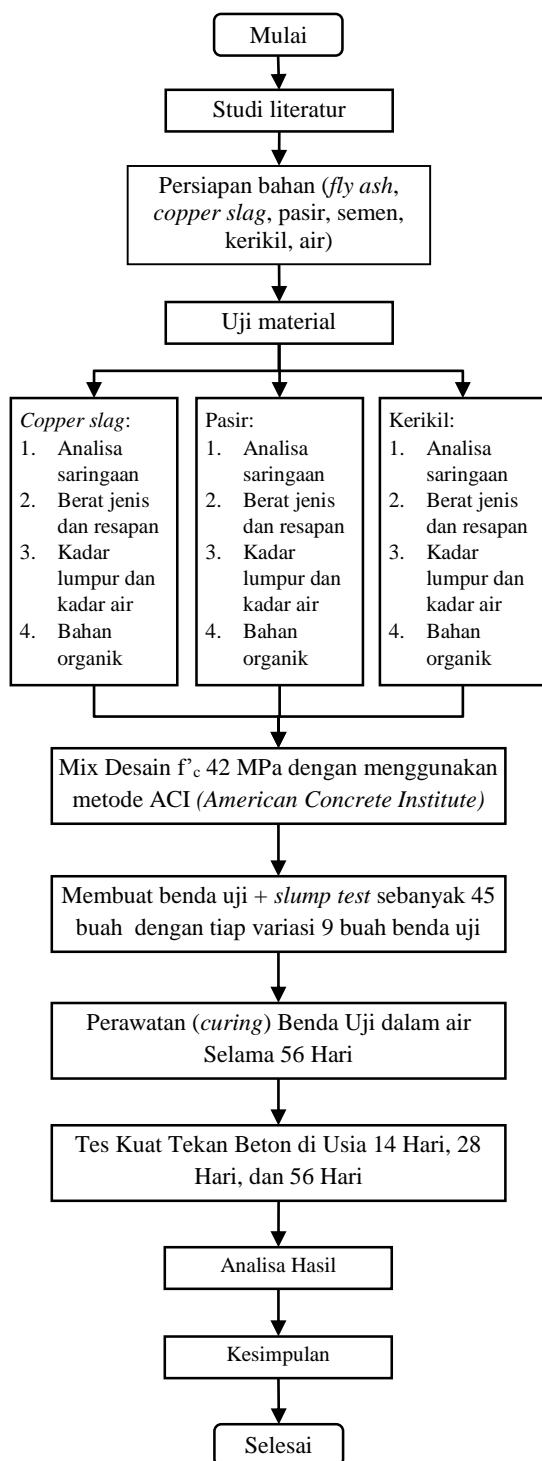 Mulai
Studi literatur
Persiapan bahan (fly ash,
copper slag, pasir, semen,
kerikil, air)
Uji material
Copper slag:
1. Analisa
saringaan
2. Berat jenis
dan resapan
3. Kadar
lumpur dan
kadar air
4. Bahan
organik
Pasir:
1. Analisa
saringaan
2. Berat jenis
dan resapan
3. Kadar
lumpur dan
kadar air
4. Bahan
organik
Kerikil:
1. Analisa
saringaan
2. Berat jenis
dan resapan
3. Kadar
lumpur dan
kadar air
4. Bahan
organik
Mix Desain f’c 42 MPa dengan menggunakan
metode ACI (American Concrete Institute)
Membuat benda uji + slump test sebanyak 45
buah dengan tiap variasi 9 buah benda uji
Perawatan (curing) Benda Uji dalam air
Selama 56 Hari
Tes Kuat Tekan Beton di Usia 14 Hari, 28
Hari, dan 56 Hari
Analisa Hasil
Kesimpulan
Selesai